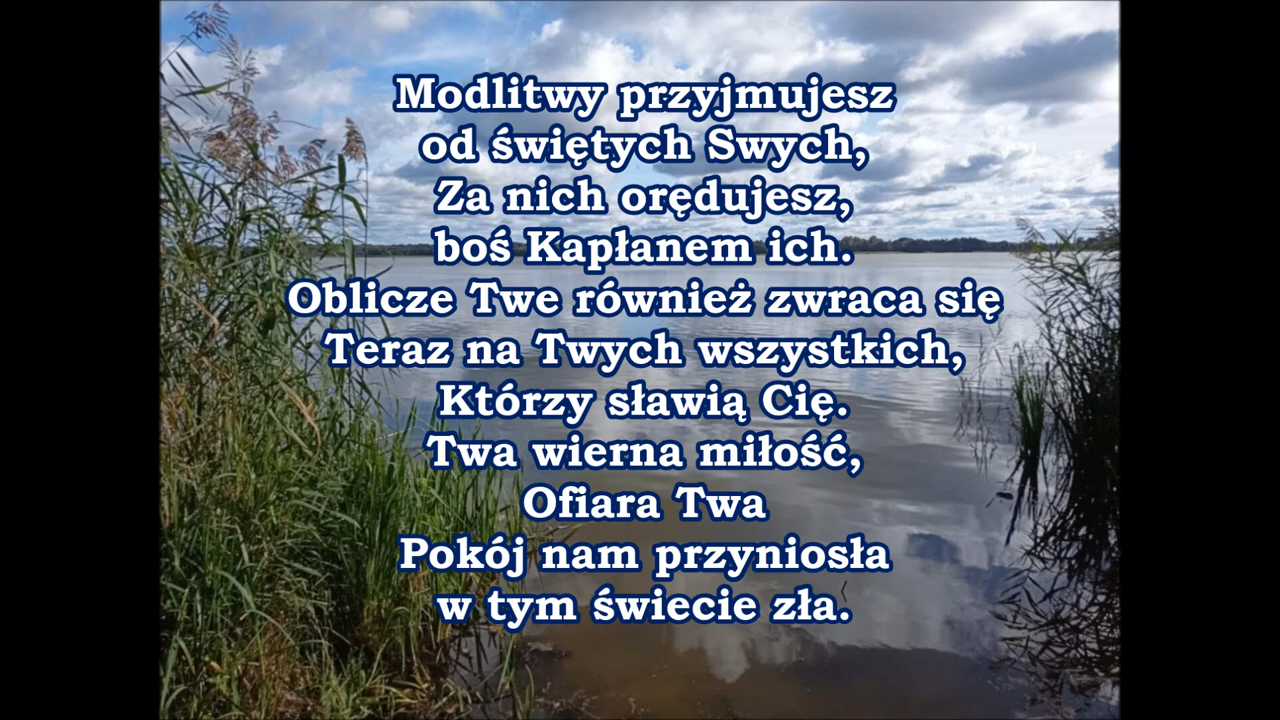 Modlitwy przyjmujesz
od świętych Swych,
Za nich orędujesz,
boś Kapłanem ich.
Oblicze Twe również zwraca się
Teraz na Twych wszystkich,
Którzy sławią Cię.
Twa wierna miłość,
Ofiara Twa
Pokój nam przyniosła
w tym świecie zła.